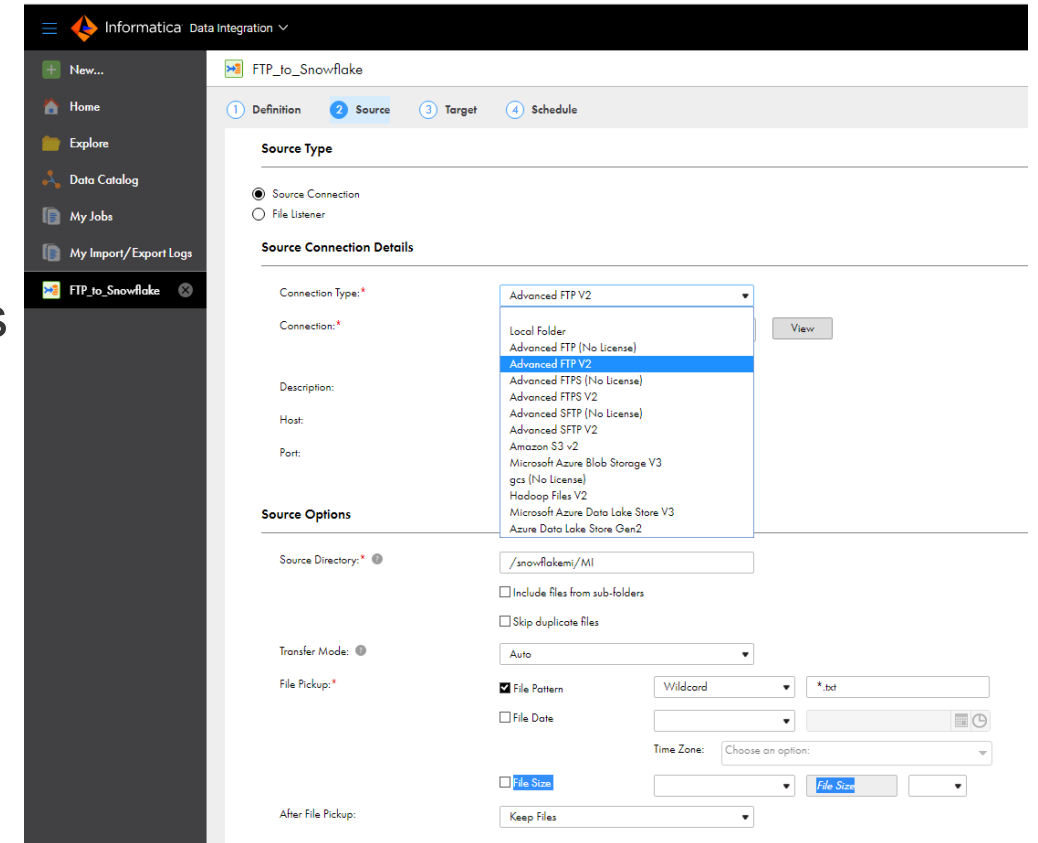 Informatica Data Integration
New...
Home
Explore
Data Catalog
My Jobs
My Import/Export Logs
FTP_to_Snowflake
s
FTP_to_Snowflake
1 Definition 2 Source 3 Target 4 Schedule
Source Type
Source Connection
File Listener
Source Connection Details
Connection Type:* Advanced FTP V2
Connection:* View
Local Folder
Advanced FTP (No License)
Advanced FTP V2
Advanced FTPS (No License)
Advanced FTPS V2
Advanced SFTP (No License)
Advanced SFTP V2
Amazon S3 v2
Microsoft Azure Blob Storage V3
gcs (No License)
Hadoop Files V2
Microsoft Azure Data Lake Store V3
Azure Data Lake Store Gen2
Description:
Host:
Port:
Source Options
Source Directory:* ? /snowflakemi/MI
Include files from sub-folders
Skip duplicate files
Transfer Mode: ? Auto
File Pickup:* File Pattern Wildcard *.txt
File Date
Time Zone: Choose an option:
File Size File Size
After File Pickup: Keep Files